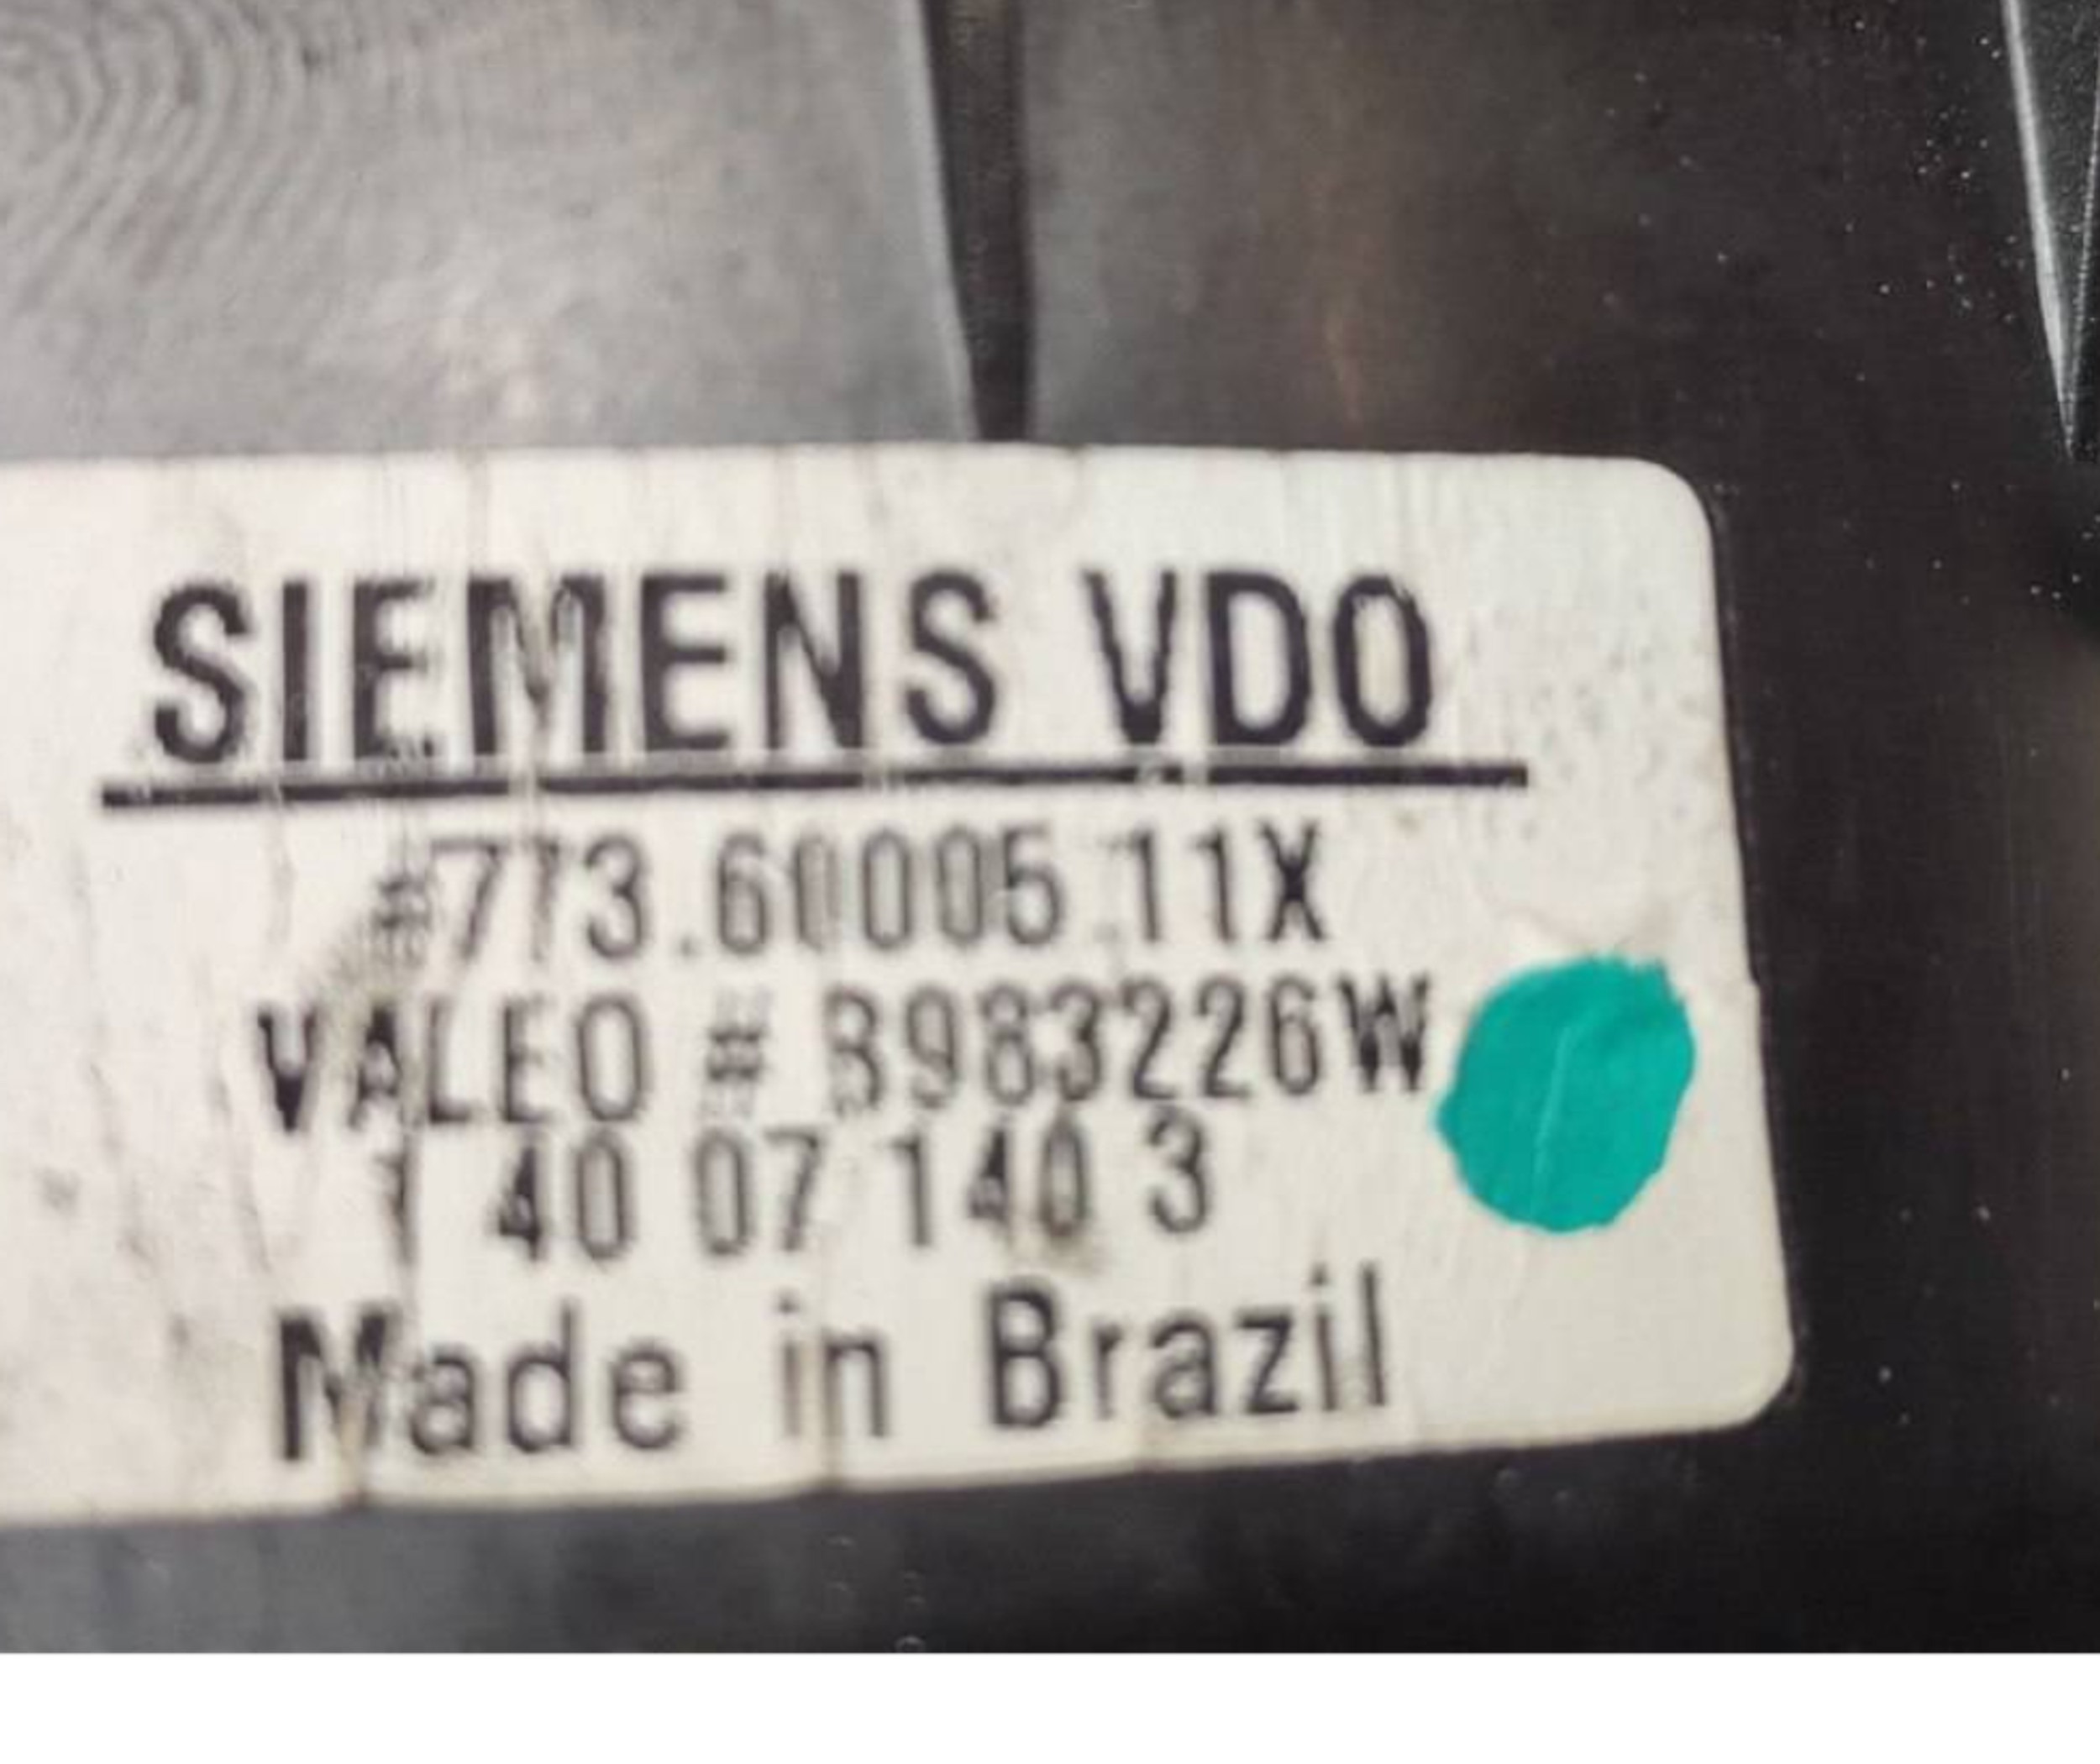 SIEMENS VDO
#773.60005.11X
VALEO # B983226W
1 40 07 140 3
Made in Brazil